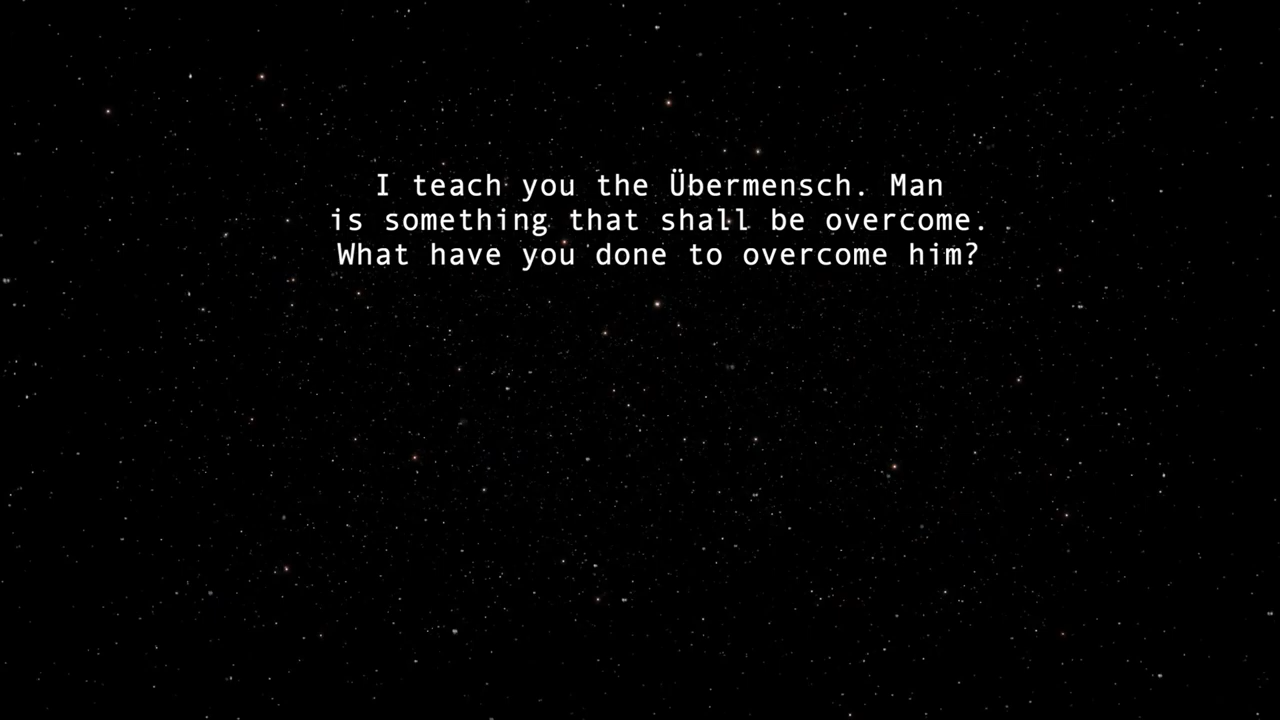 I teach you the Übermensch. Man
is something that shall be overcome.
What have you done to overcome him?